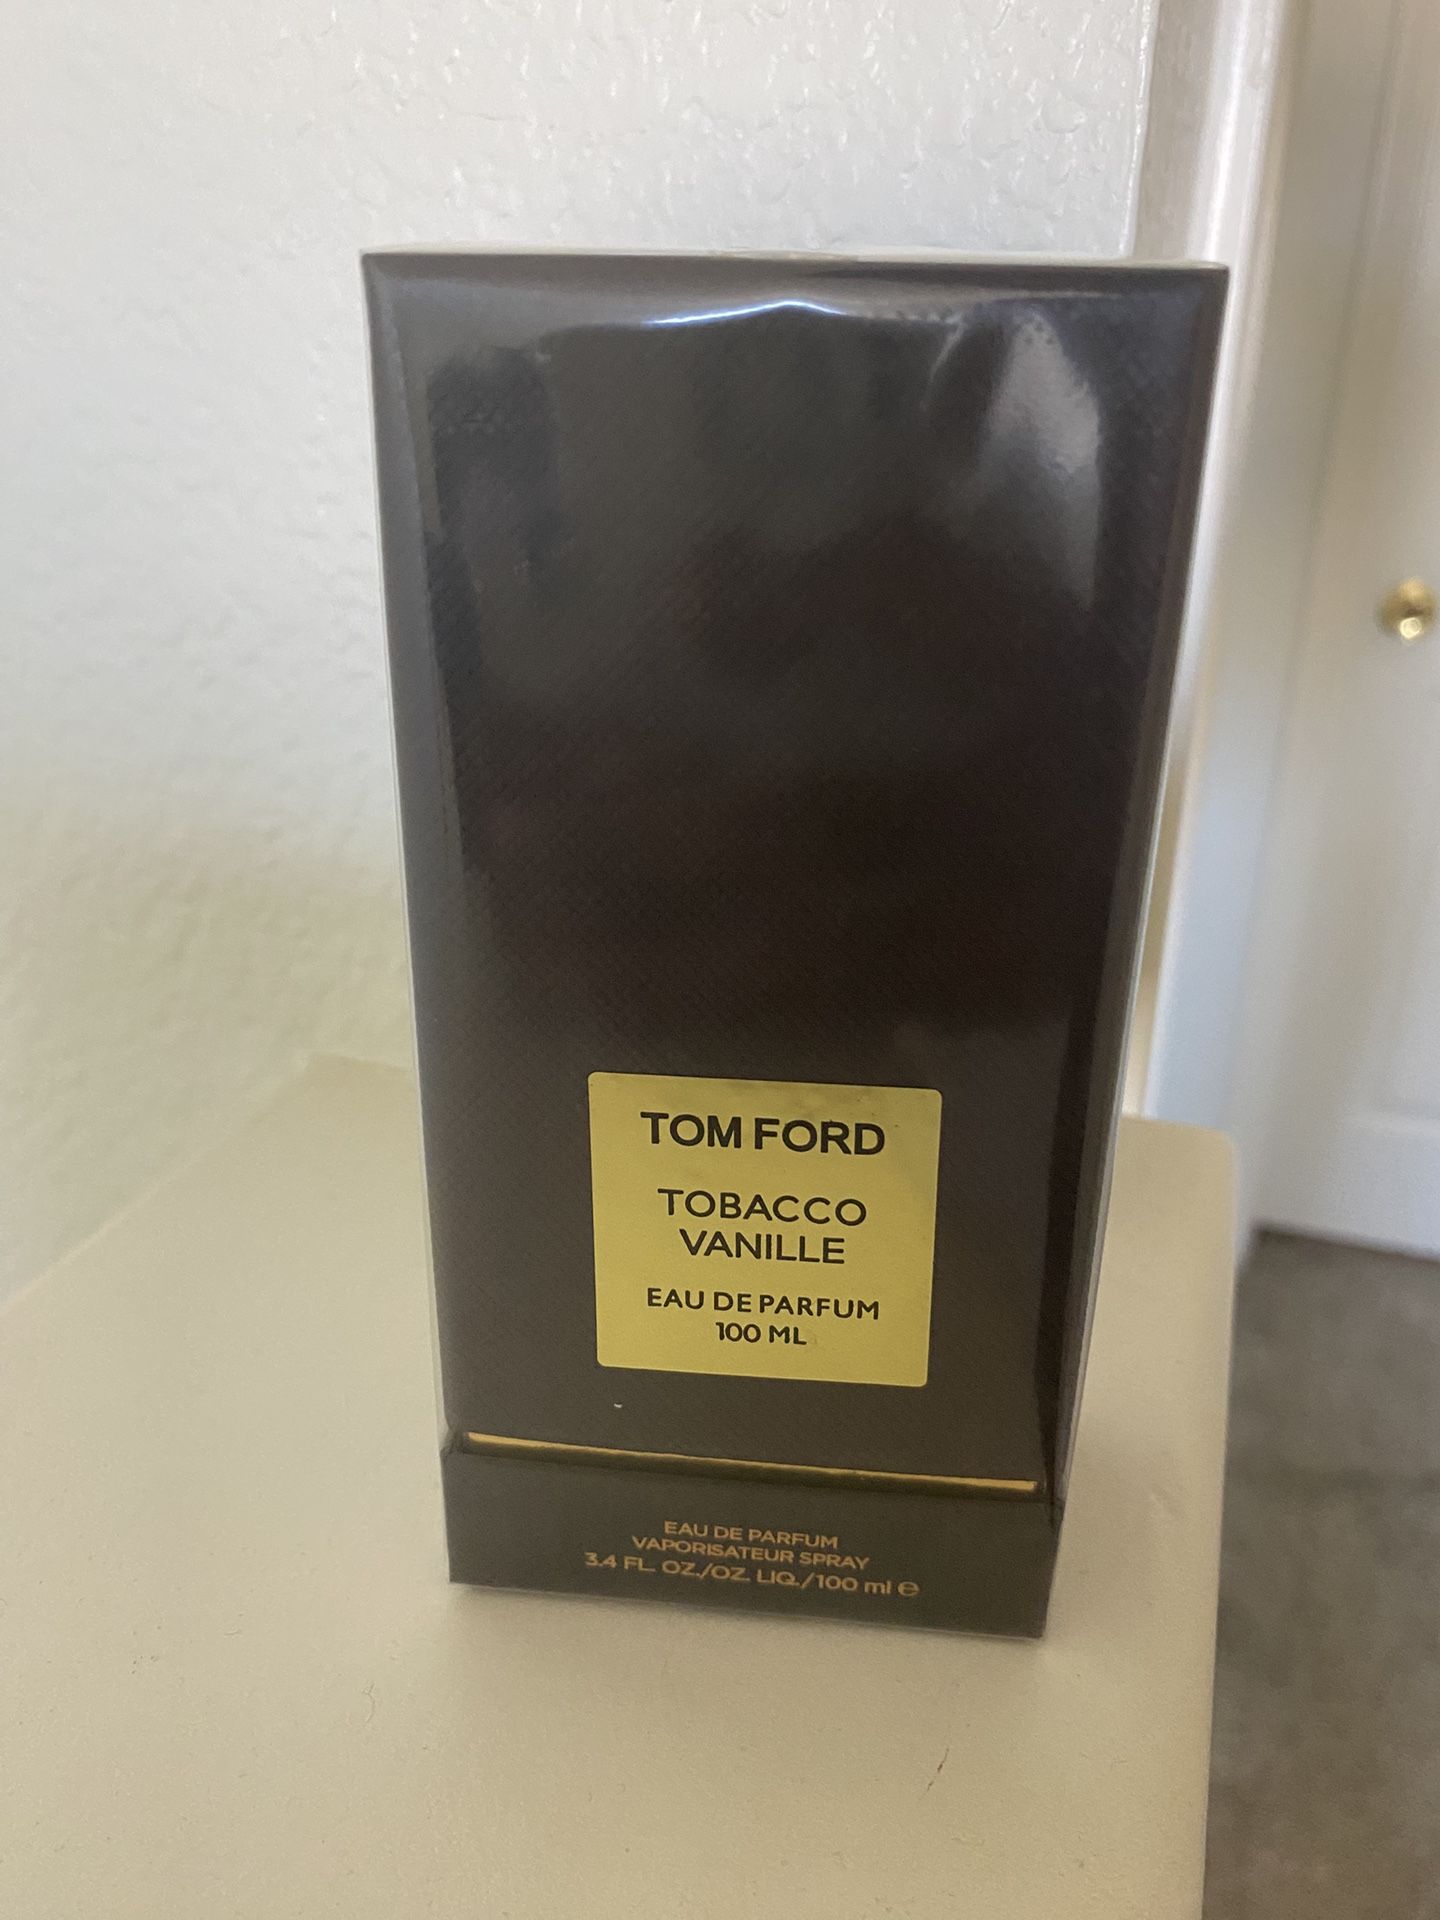 TOM FORD
TOBACCO
VANILLE
EAU DE PARFUM
100 ML
EAU DE PARFUM
VAPORISATEUR SPRAY
3.4 FL. OZ./OZ. LIQ./100 ml ℮